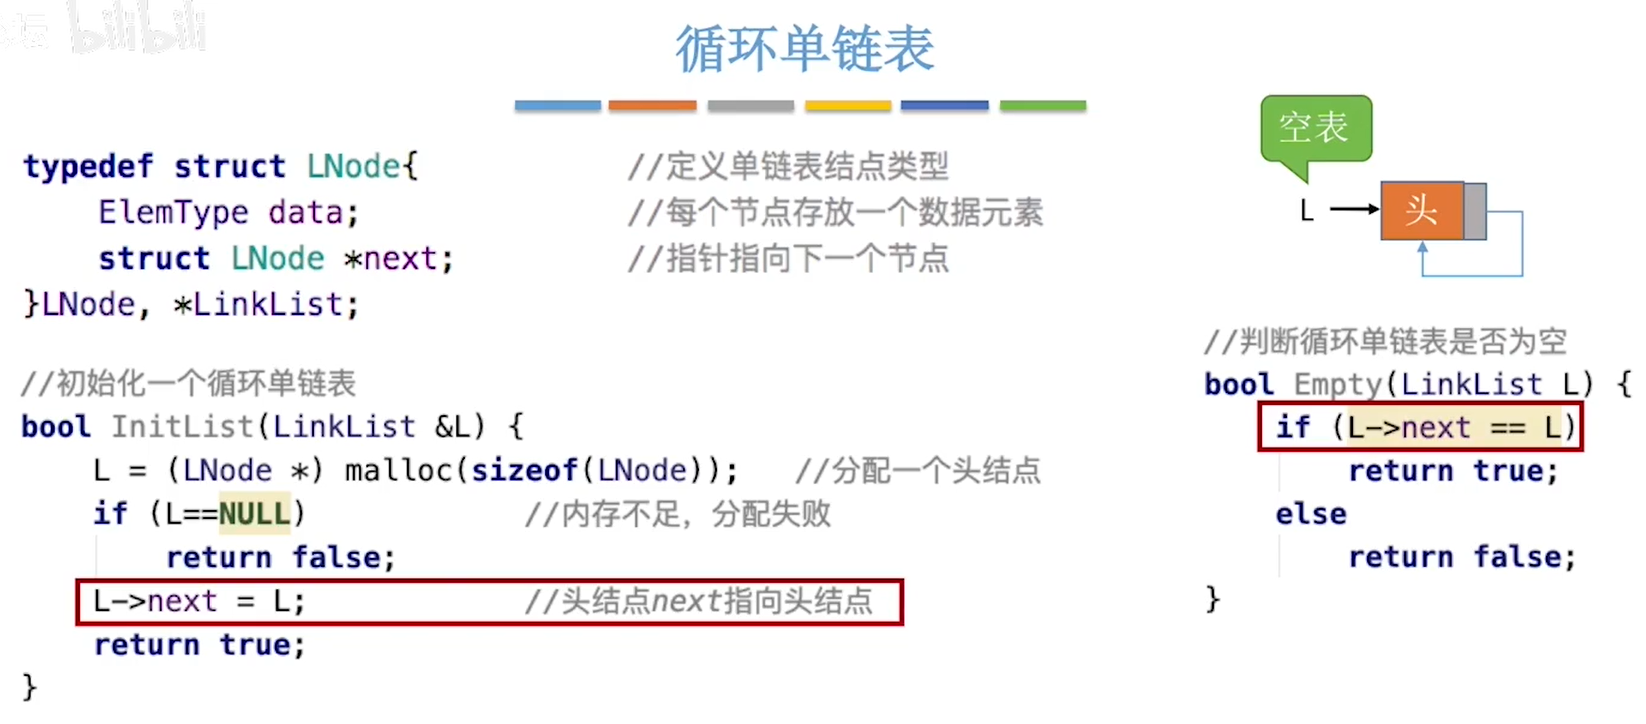 bilibili
循环单链表
typedef struct LNode{ //定义单链表结点类型
ElemType data; //每个节点存放一个数据元素
struct LNode *next; //指针指向下一个节点
}LNode, *LinkList;
//初始化一个循环单链表
bool InitList(LinkList &L) {
L = (LNode *) malloc(sizeof(LNode)); //分配一个头结点
if (L==NULL) //内存不足，分配失败
return false;
L->next = L; //头结点next指向头结点
return true;
}
空表
L
头
//判断循环单链表是否为空
bool Empty(LinkList L) {
if (L->next == L)
return true;
else
return false;
}